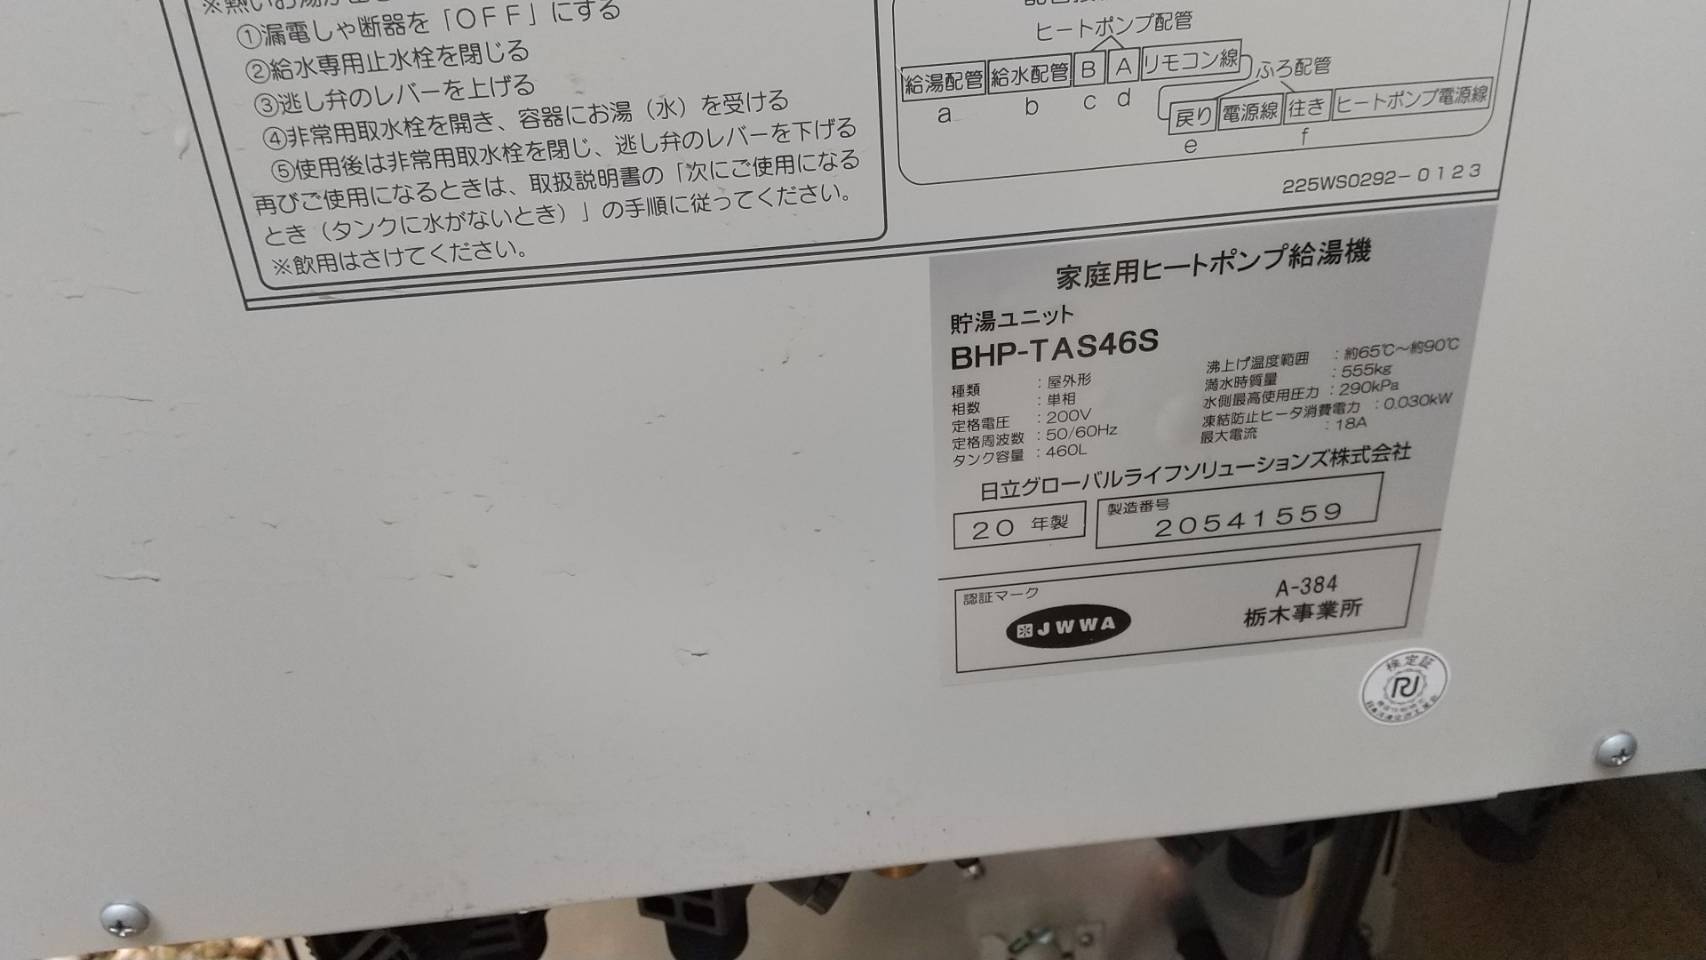 ①漏電しゃ断器を「OFF」にする
②給水専用止水栓を閉じる
③逃し弁のレバーを上げる
④非常用取水栓を開き、容器にお湯（水）を受ける
⑤使用後は非常用取水栓を閉じ、逃し弁のレバーを下げる
再びご使用になるときは、取扱説明書の「次にご使用になる
とき（タンクに水がないとき）」の手順に従ってください。
※飲用はさけてください。
ヒートポンプ配管
給湯配管 給水配管 B A リモコン線 ふろ配管
a b c d
戻り 電源線 往き ヒートポンプ電源線
e f
225WS0292-0123
家庭用ヒートポンプ給湯機
貯湯ユニット
BHP-TAS46S
種類 : 屋外形
相数 : 単相
定格電圧 : 200V
定格周波数 : 50/60Hz
タンク容量 : 460L
沸上げ温度範囲 : 約65℃～約90℃
満水時質量 : 555kg
水側最高使用圧力 : 290kPa
凍結防止ヒータ消費電力 : 0.030kW
最大電流 : 18A
日立グローバルライフソリューションズ株式会社
20 年製 製造番号 20541559
認証マーク
JWWA
A-384
栃木事業所
検定証